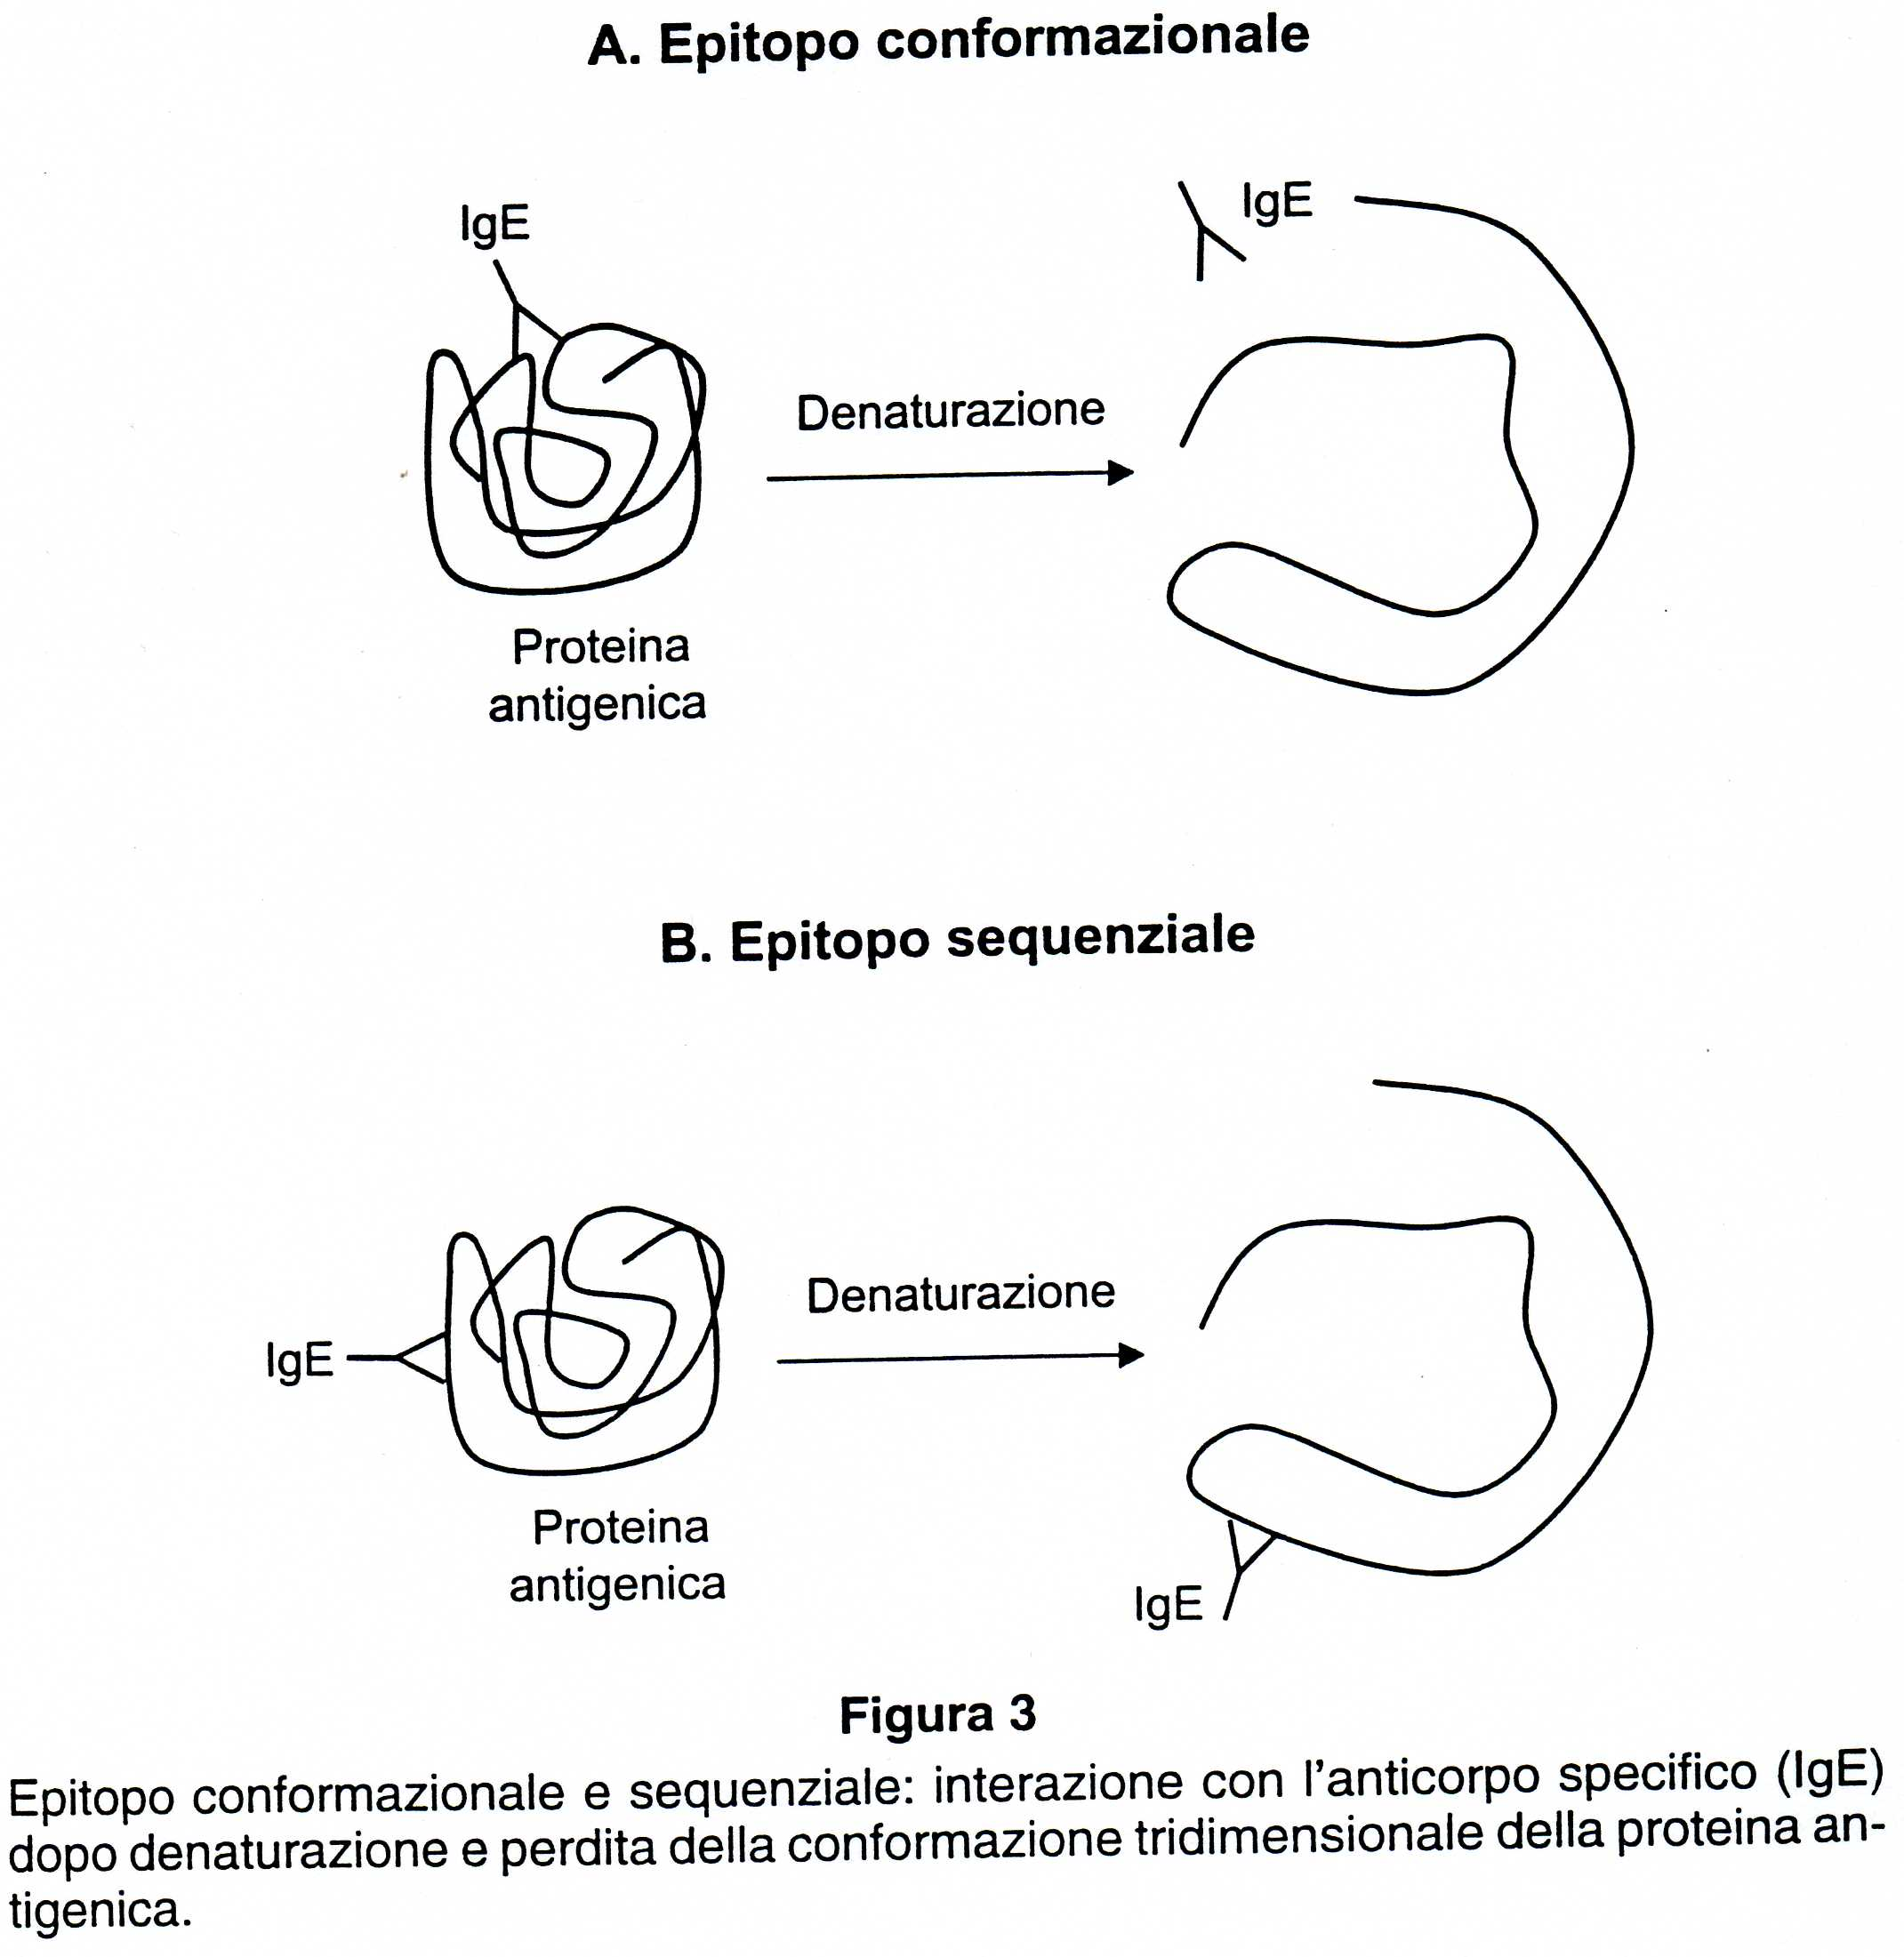 A. Epitopo conformazionale
IgE
IgE
Denaturazione
Proteina
antigenica
B. Epitopo sequenziale
Denaturazione
IgE
Proteina
antigenica
IgE
Figura 3
Epitopo conformazionale e sequenziale: interazione con l'anticorpo specifico (IgE)
dopo denaturazione e perdita della conformazione tridimensionale della proteina an-
tigenica.